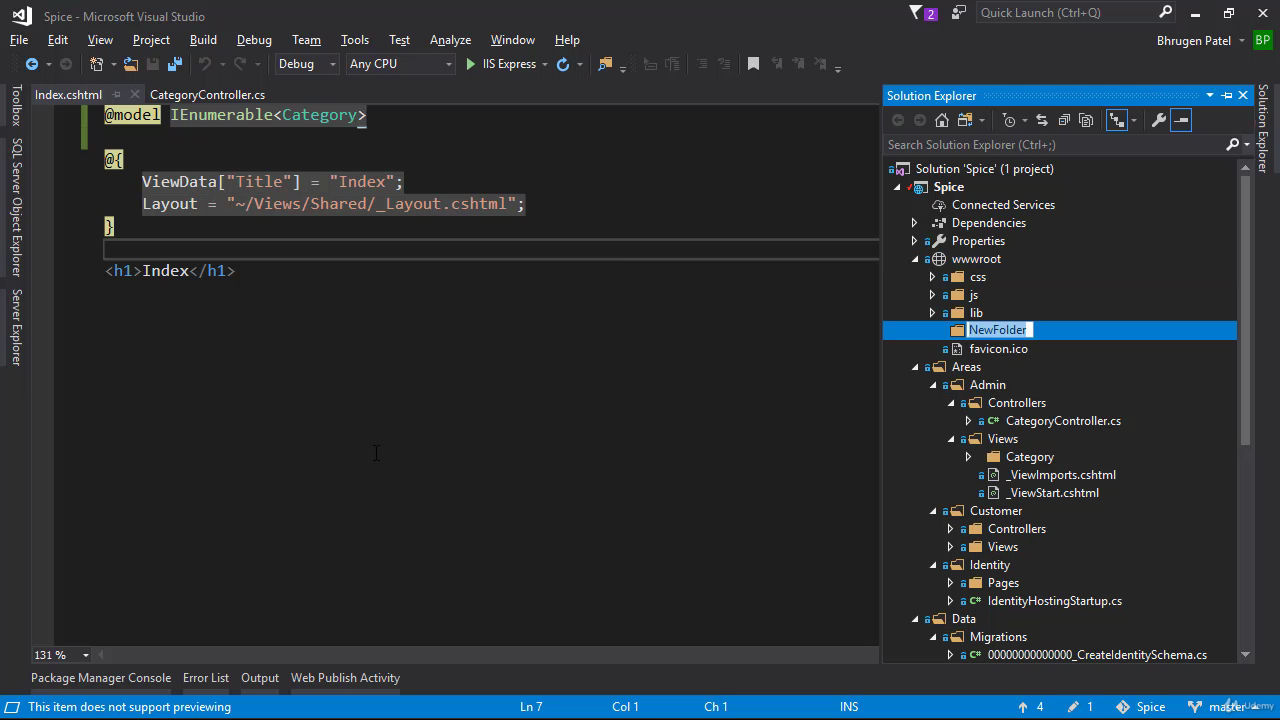 Spice - Microsoft Visual Studio
2
Quick Launch (Ctrl+Q)
File Edit View Project Build Debug Team Tools Test Analyze Window Help
Bhrugen Patel
BP
Debug
Any CPU
IIS Express
Toolbox
SQL Server Object Explorer
Server Explorer
Index.cshtml
CategoryController.cs
@model IEnumerable<Category>
@{
ViewData["Title"] = "Index";
Layout = "~/Views/Shared/_Layout.cshtml";
}
<h1>Index</h1>
131 %
Solution Explorer
Search Solution Explorer (Ctrl+;)
Solution 'Spice' (1 project)
Spice
Connected Services
Dependencies
Properties
wwwroot
css
js
lib
NewFolder
favicon.ico
Areas
Admin
Controllers
C# CategoryController.cs
Views
Category
_ViewImports.cshtml
_ViewStart.cshtml
Customer
Controllers
Views
Identity
Pages
C# IdentityHostingStartup.cs
Data
Migrations
C# 00000000000000_CreateIdentitySchema.cs
Solution Explorer
Package Manager Console
Error List
Output
Web Publish Activity
This item does not support previewing
Ln 7
Col 1
Ch 1
INS
4
1
Spice
master
Udemy